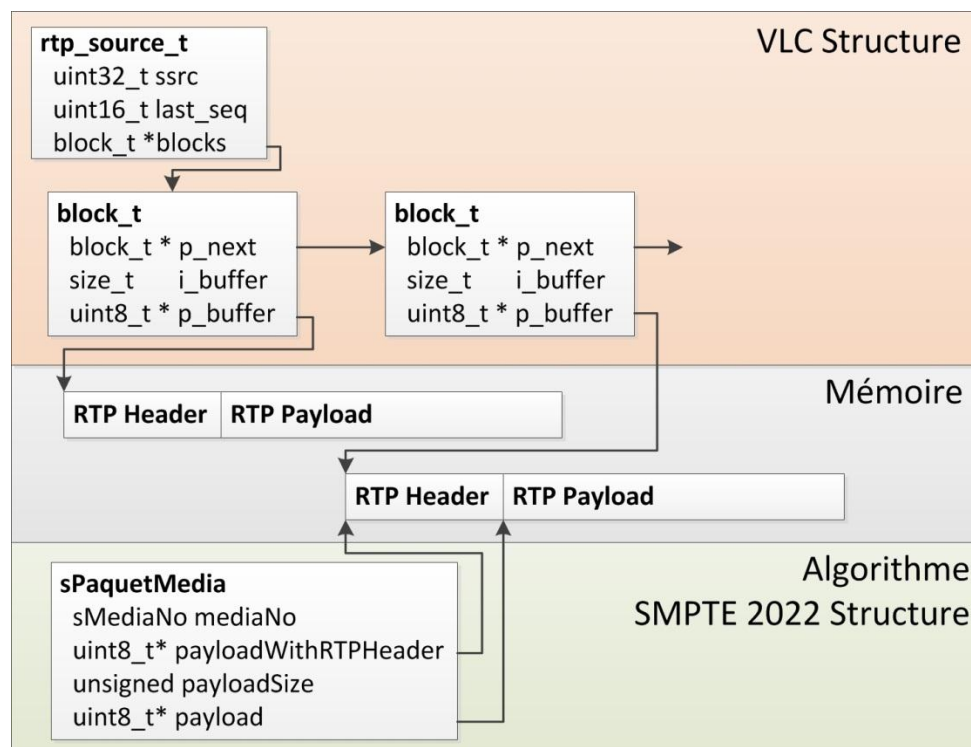 VLC Structure
rtp_source_t
uint32_t ssrc
uint16_t last_seq
block_t *blocks
block_t
block_t * p_next
size_t i_buffer
uint8_t * p_buffer
block_t
block_t * p_next
size_t i_buffer
uint8_t * p_buffer
Mémoire
RTP Header
RTP Payload
RTP Header
RTP Payload
Algorithme
SMPTE 2022 Structure
sPaquetMedia
sMediaNo mediaNo
uint8_t* payloadWithRTPHeader
unsigned payloadSize
uint8_t* payload